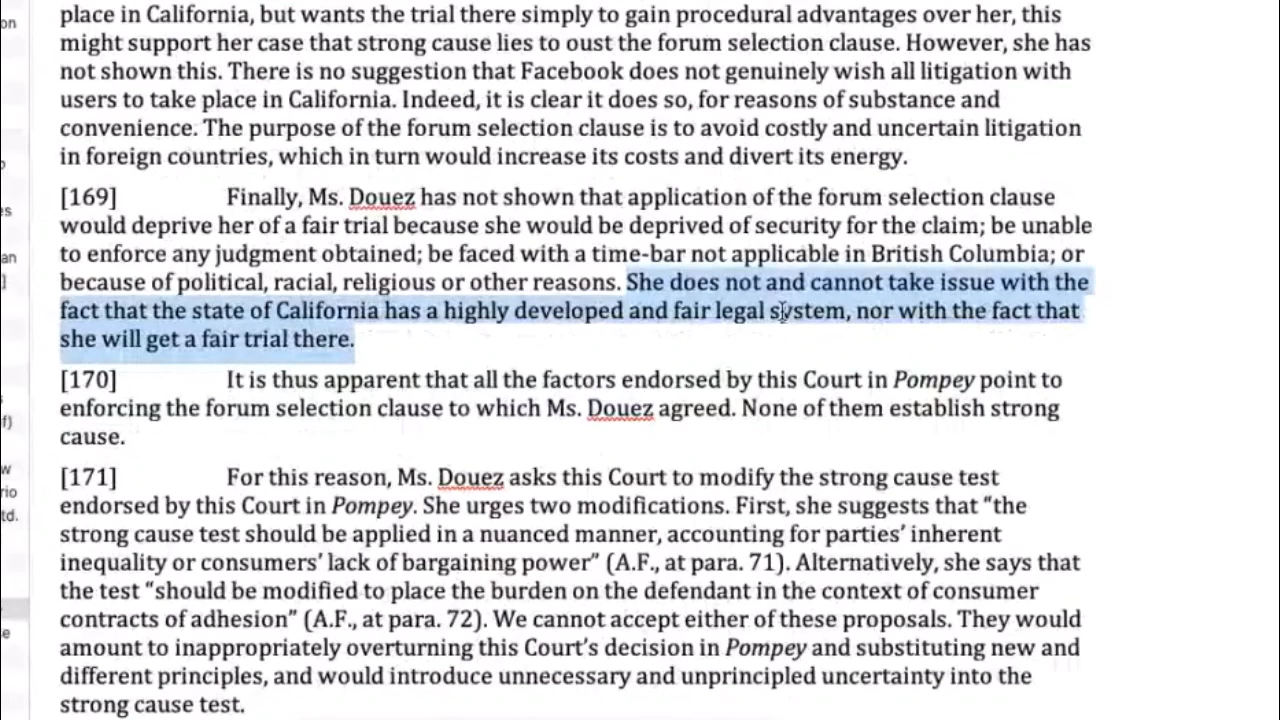 place in California, but wants the trial there simply to gain procedural advantages over her, this
might support her case that strong cause lies to oust the forum selection clause. However, she has
not shown this. There is no suggestion that Facebook does not genuinely wish all litigation with
users to take place in California. Indeed, it is clear it does so, for reasons of substance and
convenience. The purpose of the forum selection clause is to avoid costly and uncertain litigation
in foreign countries, which in turn would increase its costs and divert its energy.
[169] Finally, Ms. Douez has not shown that application of the forum selection clause
would deprive her of a fair trial because she would be deprived of security for the claim; be unable
to enforce any judgment obtained; be faced with a time-bar not applicable in British Columbia; or
because of political, racial, religious or other reasons. She does not and cannot take issue with the
fact that the state of California has a highly developed and fair legal system, nor with the fact that
she will get a fair trial there.
[170] It is thus apparent that all the factors endorsed by this Court in Pompey point to
enforcing the forum selection clause to which Ms. Douez agreed. None of them establish strong
cause.
[171] For this reason, Ms. Douez asks this Court to modify the strong cause test
endorsed by this Court in Pompey. She urges two modifications. First, she suggests that “the
strong cause test should be applied in a nuanced manner, accounting for parties’ inherent
inequality or consumers’ lack of bargaining power” (A.F., at para. 71). Alternatively, she says that
the test “should be modified to place the burden on the defendant in the context of consumer
contracts of adhesion” (A.F., at para. 72). We cannot accept either of these proposals. They would
amount to inappropriately overturning this Court’s decision in Pompey and substituting new and
different principles, and would introduce unnecessary and unprincipled uncertainty into the
strong cause test.